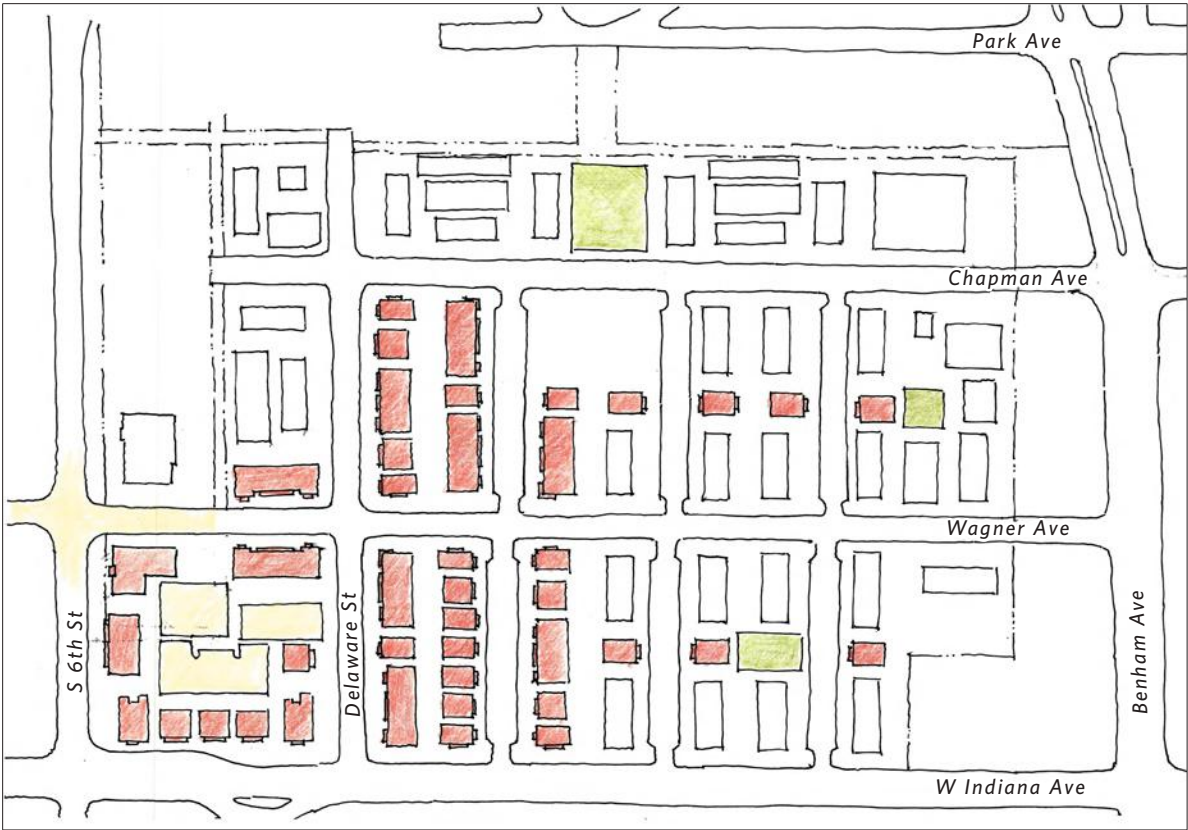 Park Ave
Chapman Ave
Wagner Ave
S 6th St
Delaware St
Benham Ave
W Indiana Ave